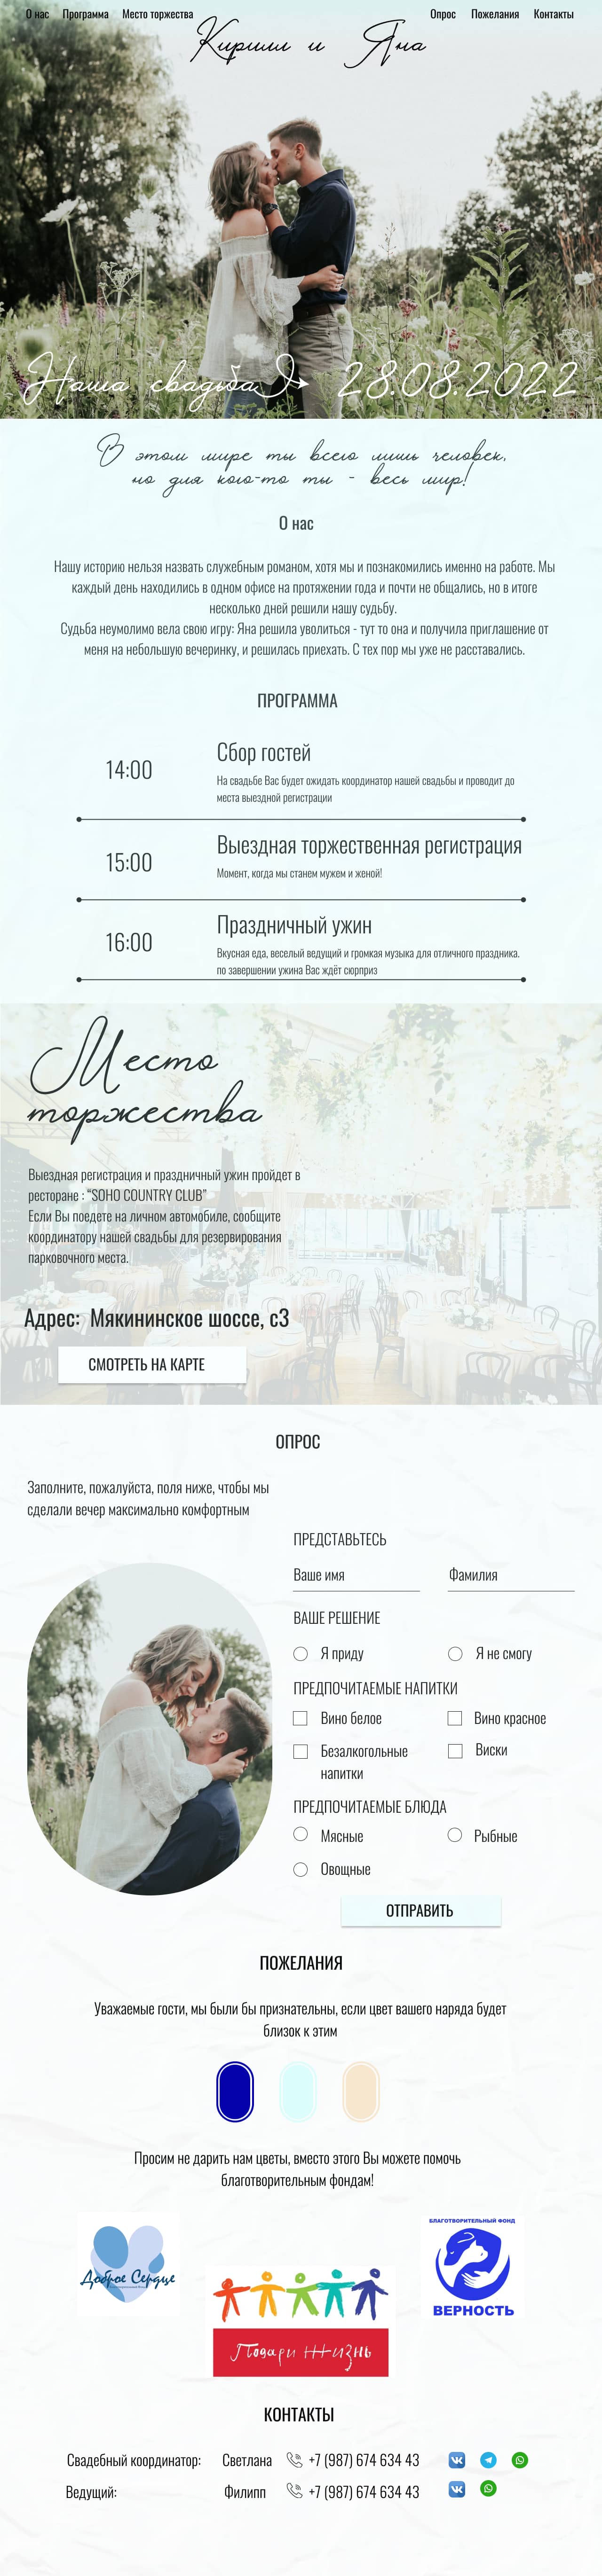 О нас Программа Место торжества Опрос Пожелания Контакты
Кирилл и Яна
Наша свадьба 28.08.2022
В этом мире ты всего лишь человек,
но для кого-то ты - весь мир!
О нас
Нашу историю нельзя назвать служебным романом, хотя мы и познакомились именно на работе. Мы
каждый день находились в одном офисе на протяжении года и почти не общались, но в итоге
несколько дней решили нашу судьбу.
Судьба неумолимо вела свою игру: Яна решила уволиться - тут то она и получила приглашение от
меня на небольшую вечеринку, и решилась приехать. С тех пор мы уже не расставались.
ПРОГРАММА
14:00
Сбор гостей
На свадьбе Вас будет ожидать координатор нашей свадьбы и проводит до
места выездной регистрации
15:00
Выездная торжественная регистрация
Момент, когда мы станем мужем и женой!
16:00
Праздничный ужин
Вкусная еда, веселый ведущий и громкая музыка для отличного праздника.
по завершении ужина Вас ждёт сюрприз
Место
торжества
Выездная регистрация и праздничный ужин пройдет в
ресторане : “SOHO COUNTRY CLUB”
Если Вы поедете на личном автомобиле, сообщите
координатору нашей свадьбы для резервирования
парковочного места.
Адрес: Мякининское шоссе, с3
СМОТРЕТЬ НА КАРТЕ
ОПРОС
Заполните, пожалуйста, поля ниже, чтобы мы
сделали вечер максимально комфортным
ПРЕДСТАВЬТЕСЬ
Ваше имя Фамилия
ВАШЕ РЕШЕНИЕ
Я приду Я не смогу
ПРЕДПОЧИТАЕМЫЕ НАПИТКИ
Вино белое Вино красное
Безалкогольные
напитки
Виски
ПРЕДПОЧИТАЕМЫЕ БЛЮДА
Мясные Рыбные
Овощные
ОТПРАВИТЬ
ПОЖЕЛАНИЯ
Уважаемые гости, мы были бы признательны, если цвет вашего наряда будет
близок к этим
Просим не дарить нам цветы, вместо этого Вы можете помочь
благотворительным фондам!
Доброе Сердце
Подари жизнь
БЛАГОТВОРИТЕЛЬНЫЙ ФОНД
ВЕРНОСТЬ
КОНТАКТЫ
Свадебный координатор: Светлана +7 (987) 674 634 43
Ведущий: Филипп +7 (987) 674 634 43